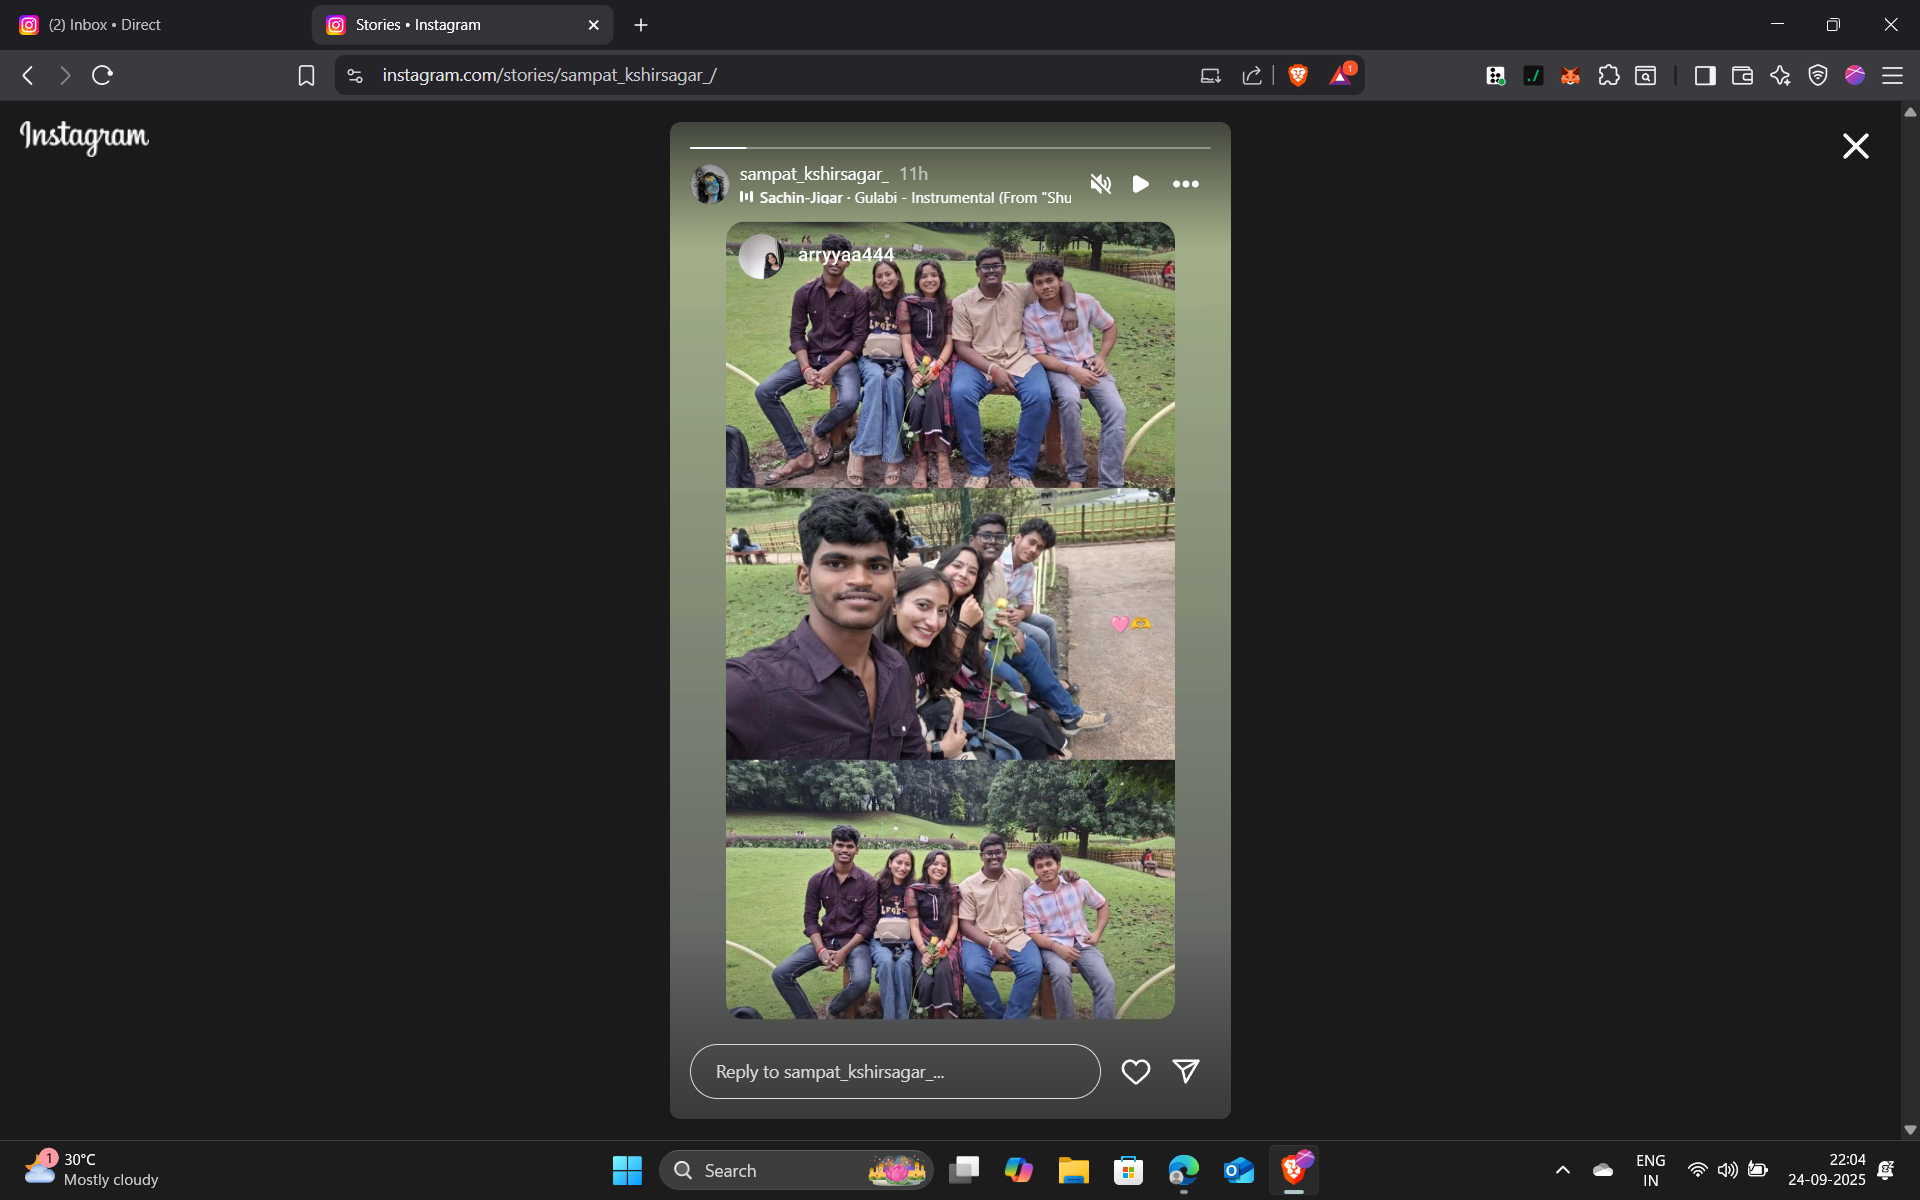 (2) Inbox • Direct
Stories • Instagram
instagram.com/stories/sampat_kshirsagar_/
1
Instagram
sampat_kshirsagar_ 11h
Sachin-Jigar · Gulabi - Instrumental (From "Shu
arryyaa444
Reply to sampat_kshirsagar_...
1
30°C
Mostly cloudy
Search
ENG
IN
22:04
24-09-2025